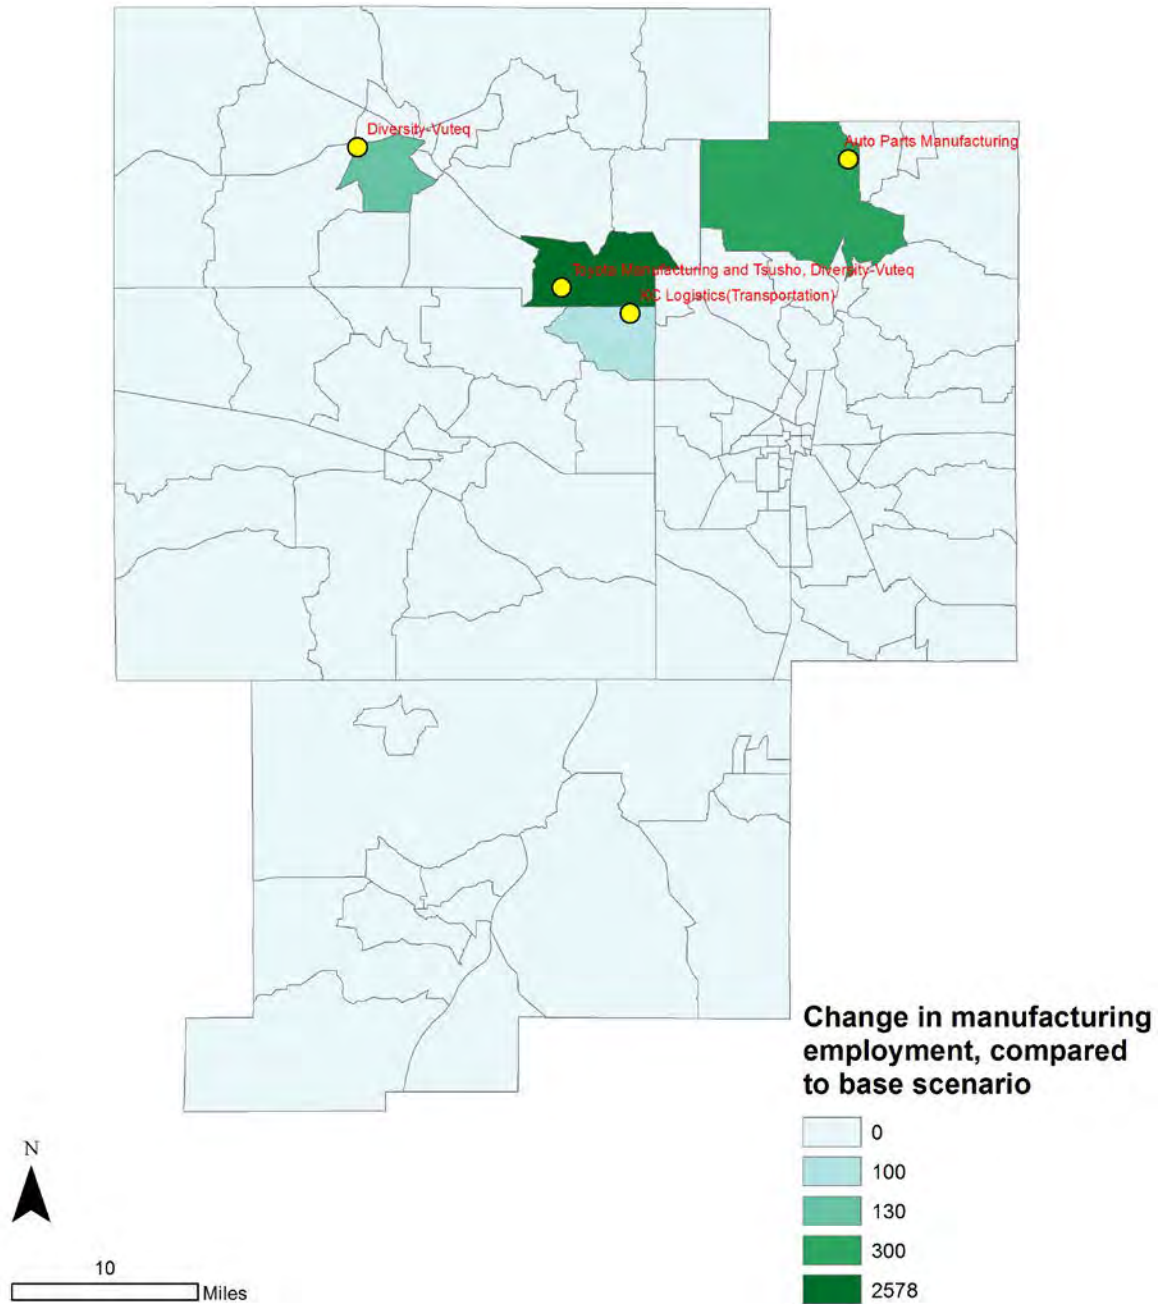 Diversity-Vuteq
Auto Parts Manufacturing
Toyota Manufacturing and Tsusho, Diversity-Vuteq
KC Logistics(Transportation)
Change in manufacturing
employment, compared
to base scenario
0
100
130
300
2578
N
10
Miles